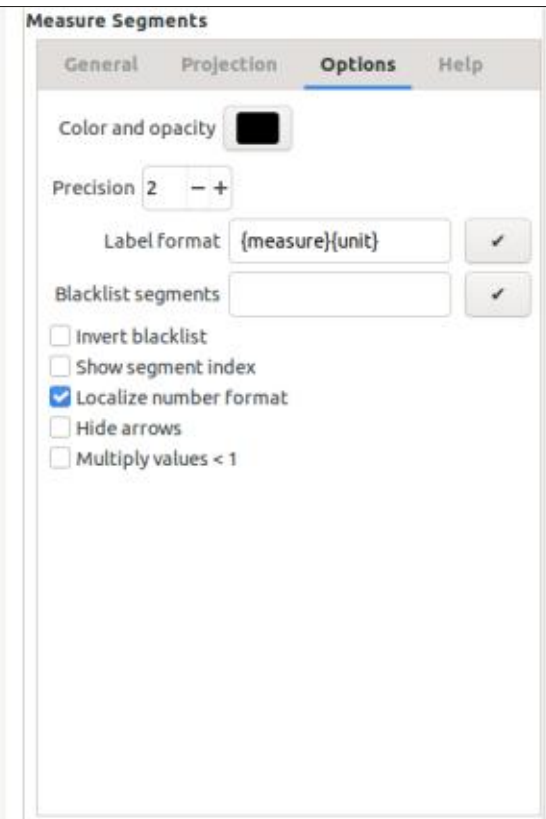 Measure Segments
General Projection Options Help
Color and opacity
Precision 2 − +
Label format {measure}{unit} ✔
Blacklist segments ✔
Invert blacklist
Show segment index
Localize number format
Hide arrows
Multiply values < 1